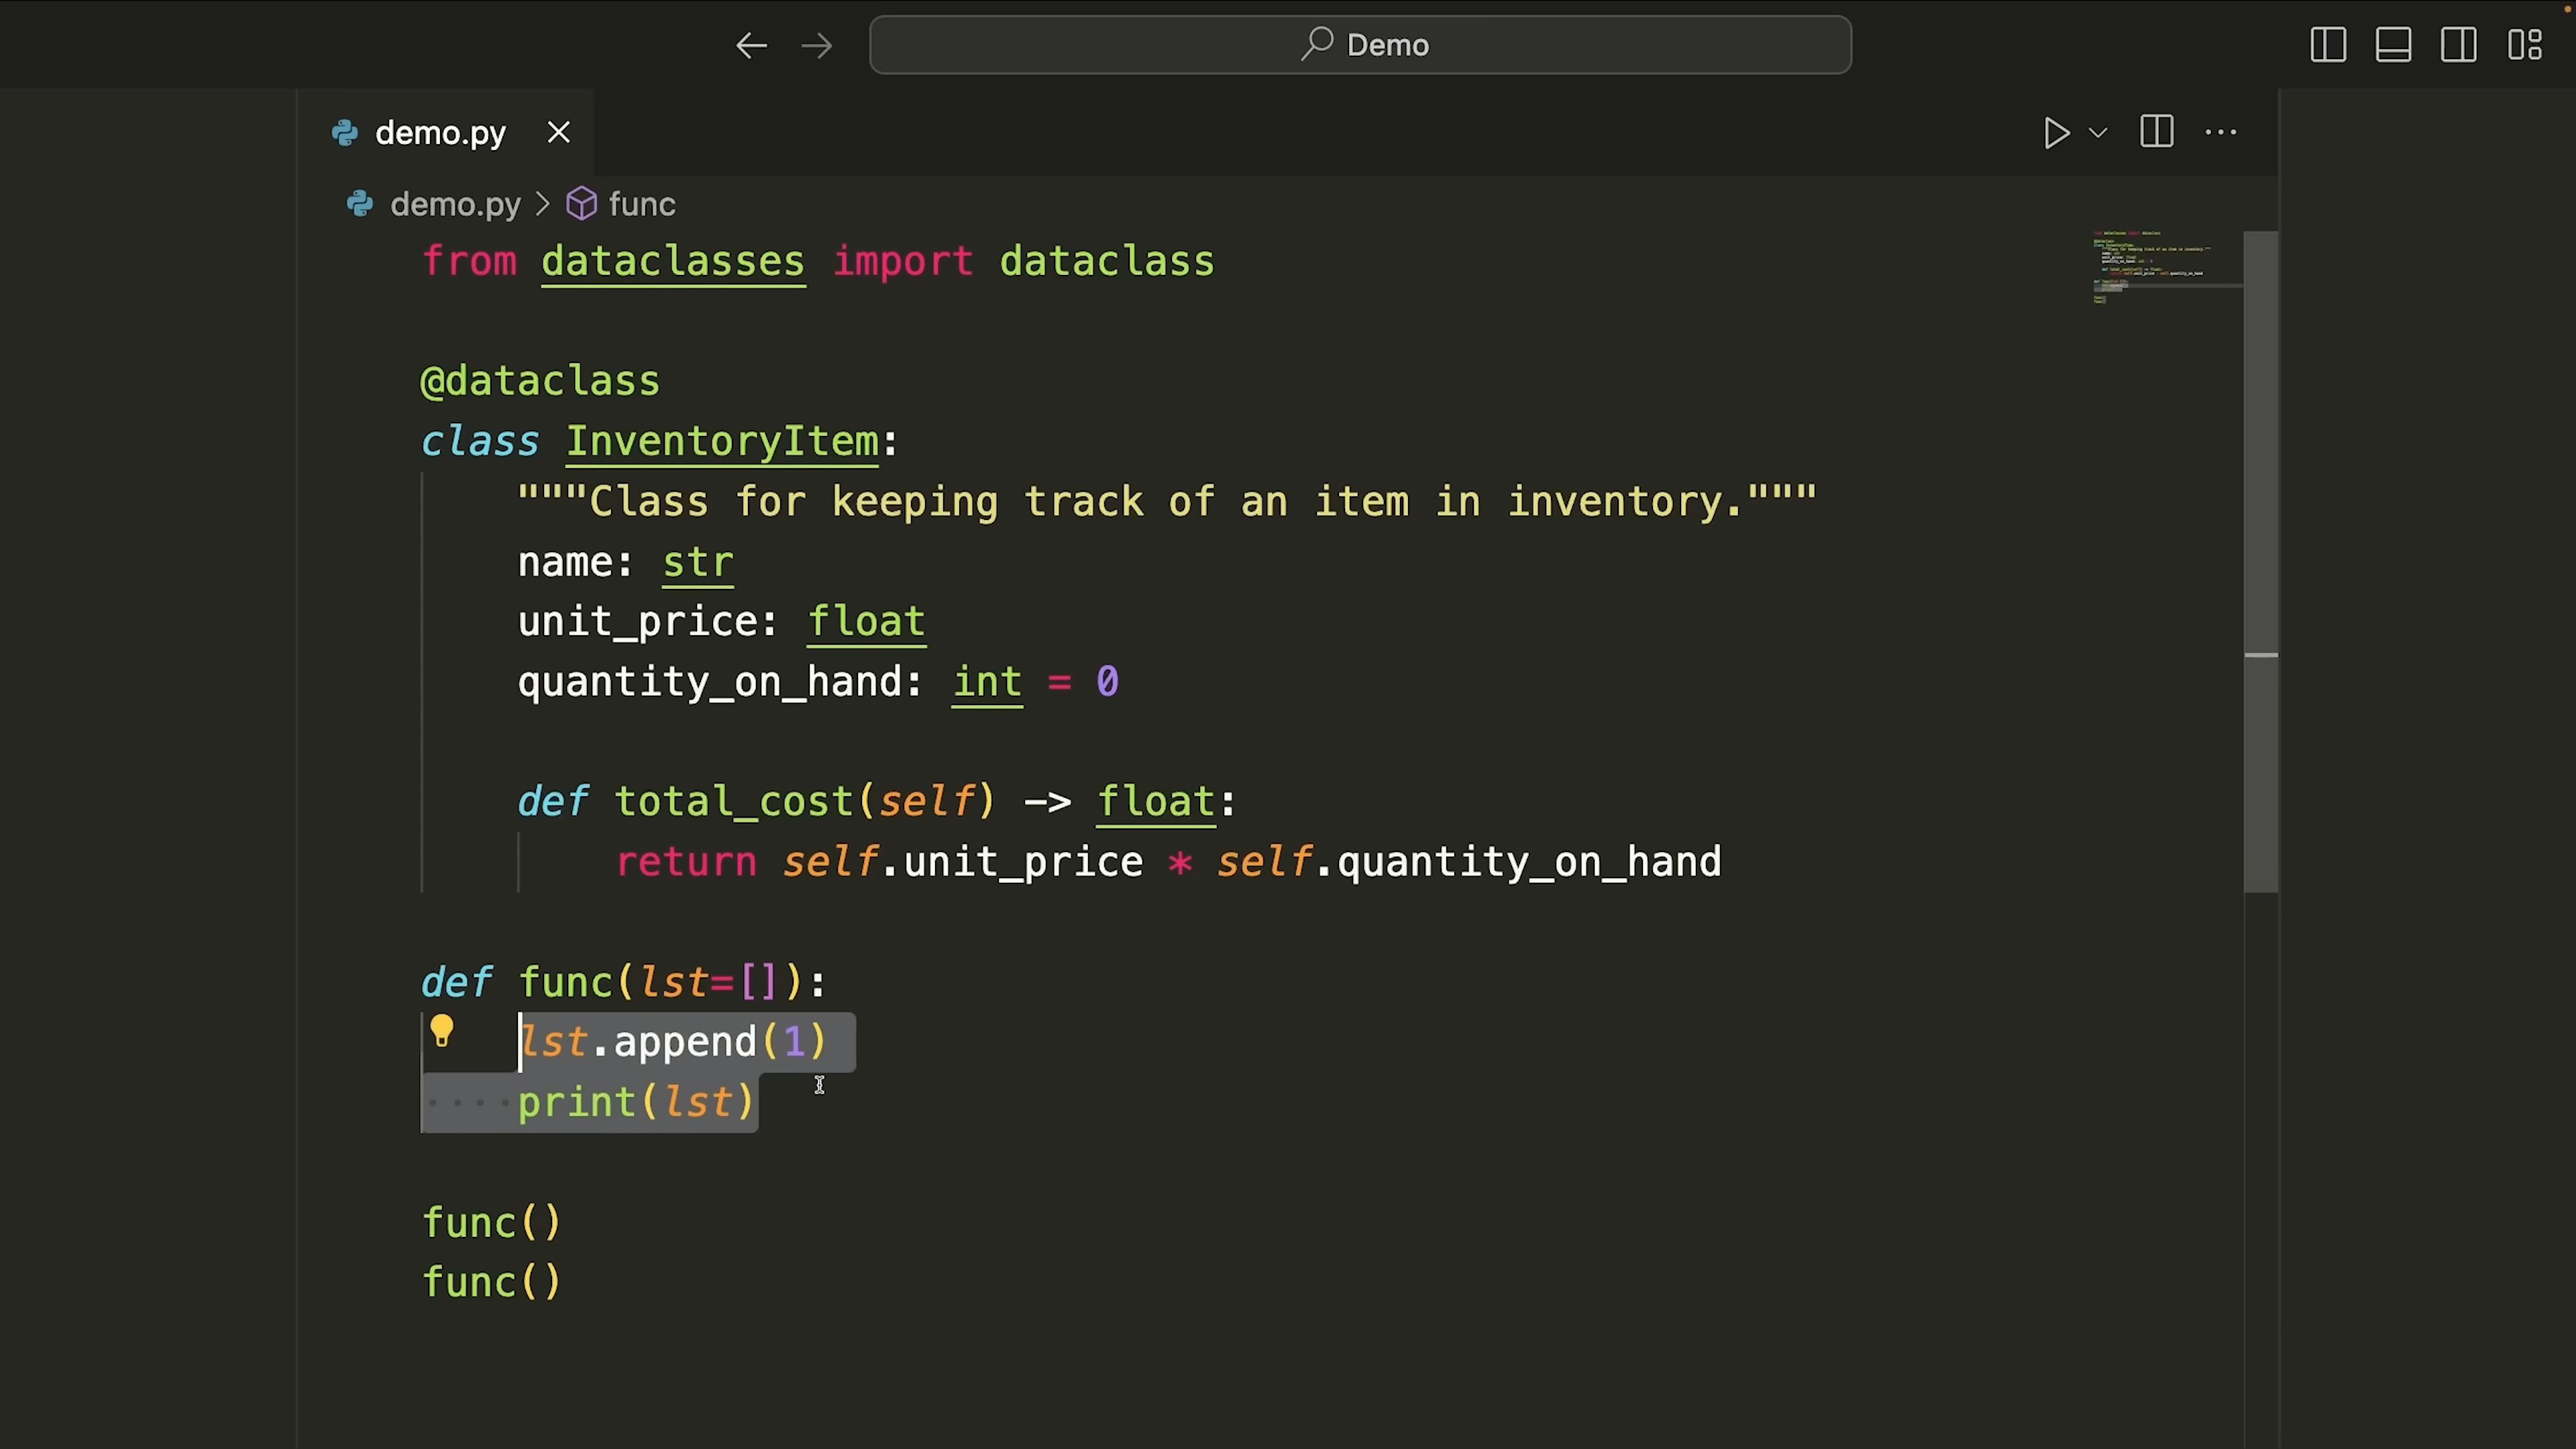 Demo
demo.py
demo.py > func
from dataclasses import dataclass
@dataclass
class InventoryItem:
    """Class for keeping track of an item in inventory."""
    name: str
    unit_price: float
    quantity_on_hand: int = 0
    def total_cost(self) -> float:
        return self.unit_price * self.quantity_on_hand
def func(lst=[]):
    lst.append(1)
    print(lst)
func()
func()